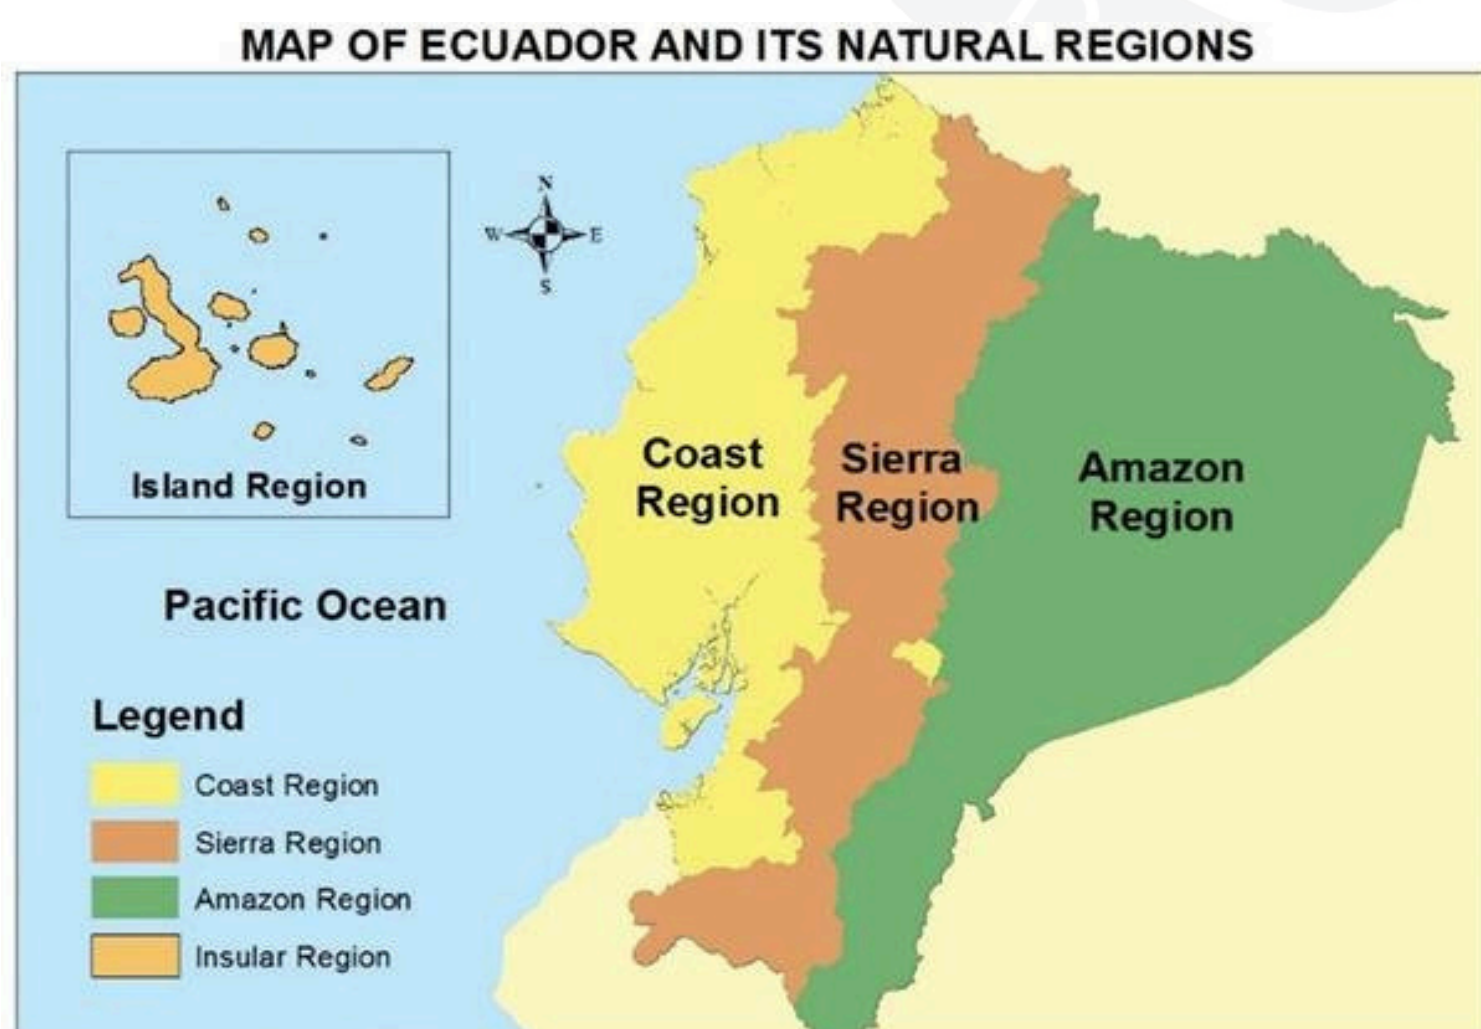 MAP OF ECUADOR AND ITS NATURAL REGIONS
N
W E
S
Island Region
Coast
Region
Sierra
Region
Amazon
Region
Pacific Ocean
Legend
Coast Region
Sierra Region
Amazon Region
Insular Region